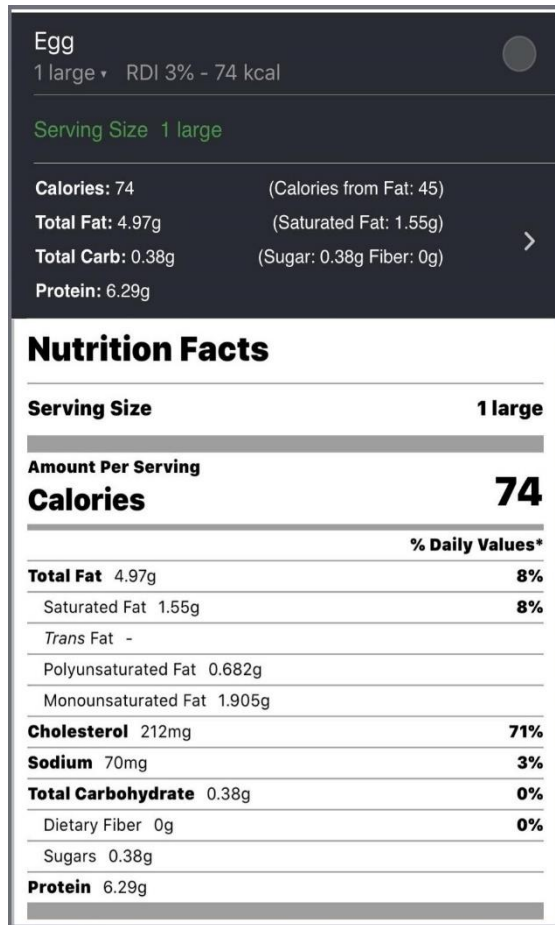 Egg
1 large ▾ RDI 3% - 74 kcal
Serving Size 1 large
Calories: 74 (Calories from Fat: 45)
Total Fat: 4.97g (Saturated Fat: 1.55g)
Total Carb: 0.38g (Sugar: 0.38g Fiber: 0g)
Protein: 6.29g
Nutrition Facts
Serving Size 1 large
Amount Per Serving
Calories 74
% Daily Values*
Total Fat 4.97g 8%
Saturated Fat 1.55g 8%
Trans Fat -
Polyunsaturated Fat 0.682g
Monounsaturated Fat 1.905g
Cholesterol 212mg 71%
Sodium 70mg 3%
Total Carbohydrate 0.38g 0%
Dietary Fiber 0g 0%
Sugars 0.38g
Protein 6.29g